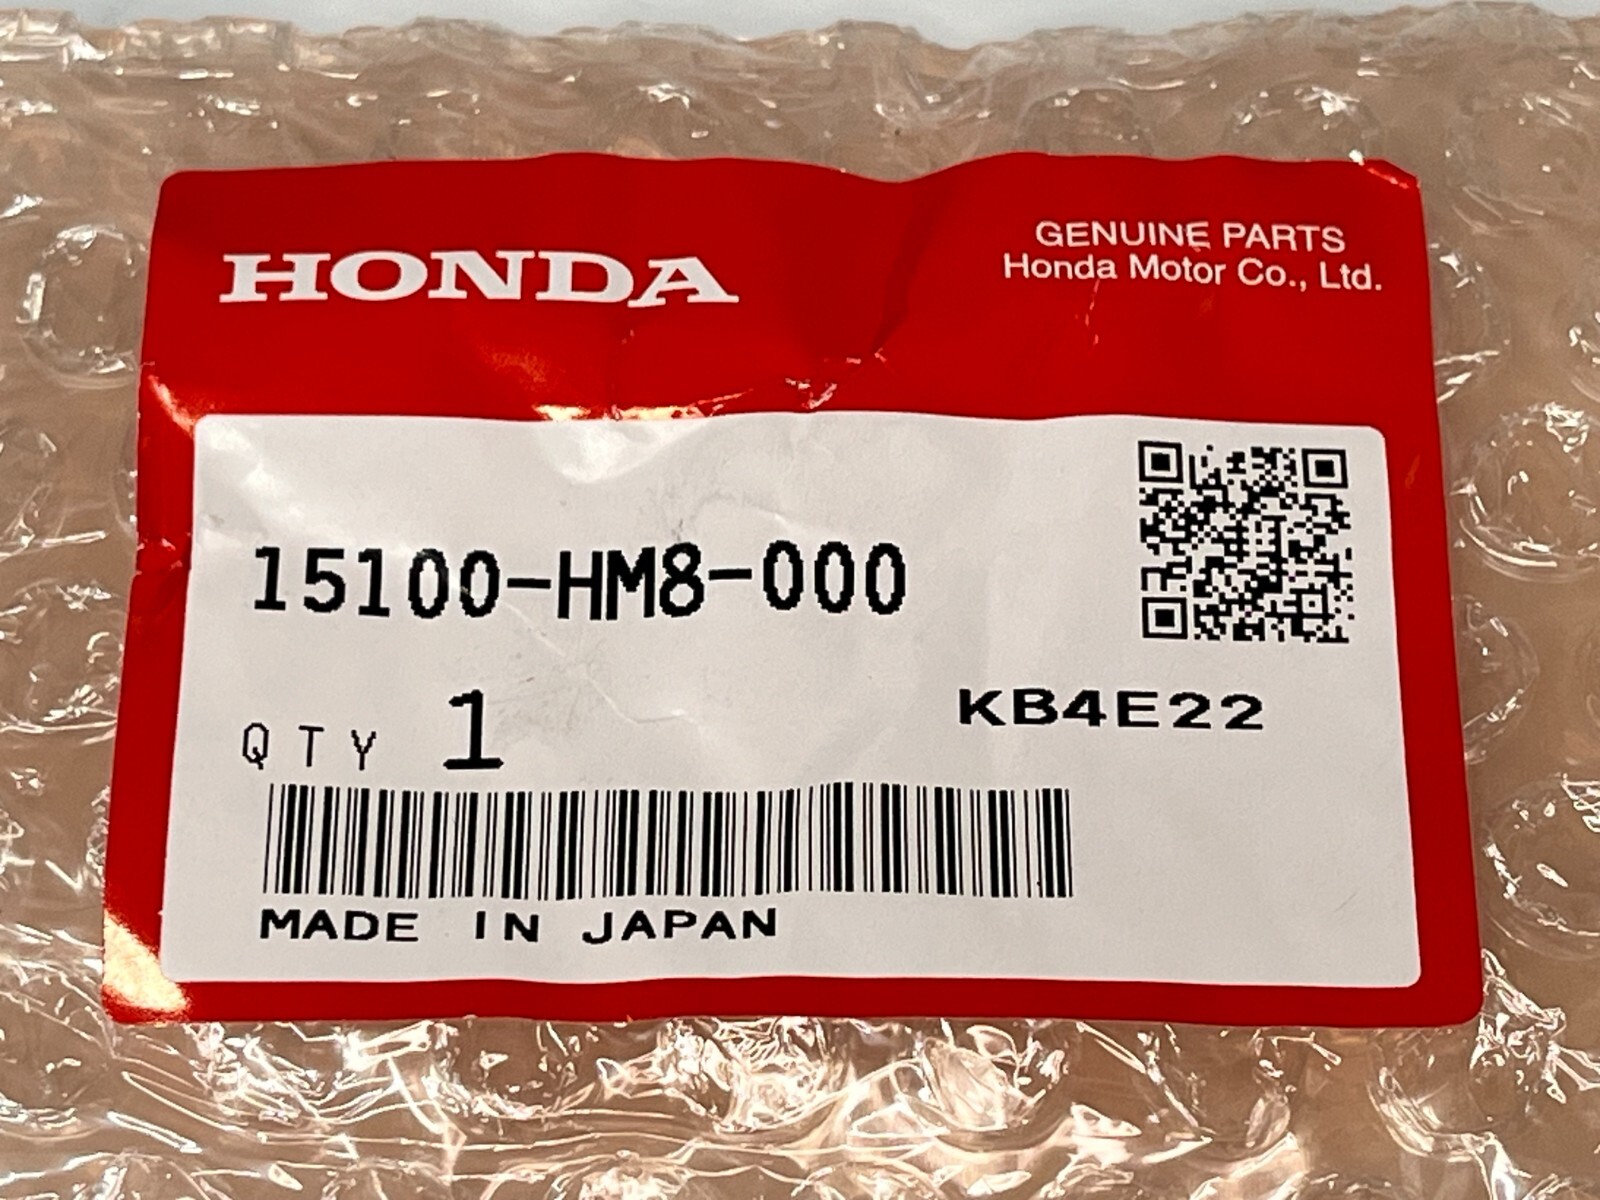 HONDA
GENUINE PARTS
Honda Motor Co., Ltd.
15100-HM8-000
QTY 1
KB4E22
MADE IN JAPAN